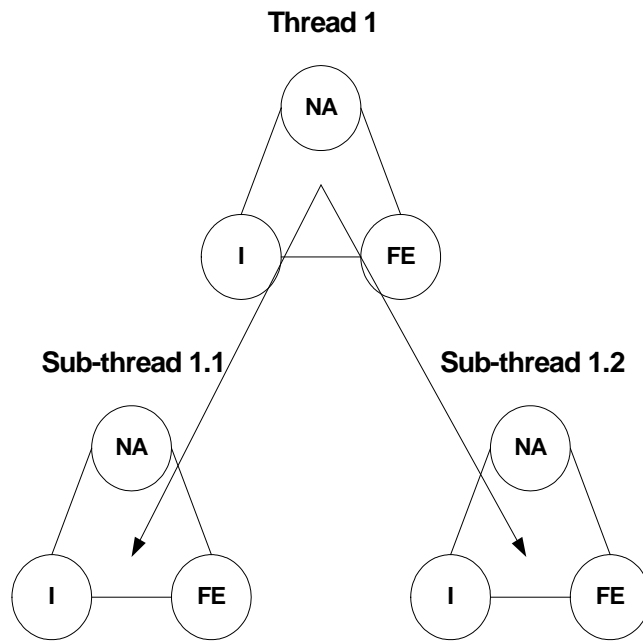 Thread 1
NA
I
FE
Sub-thread 1.1
Sub-thread 1.2
NA
NA
I
FE
I
FE